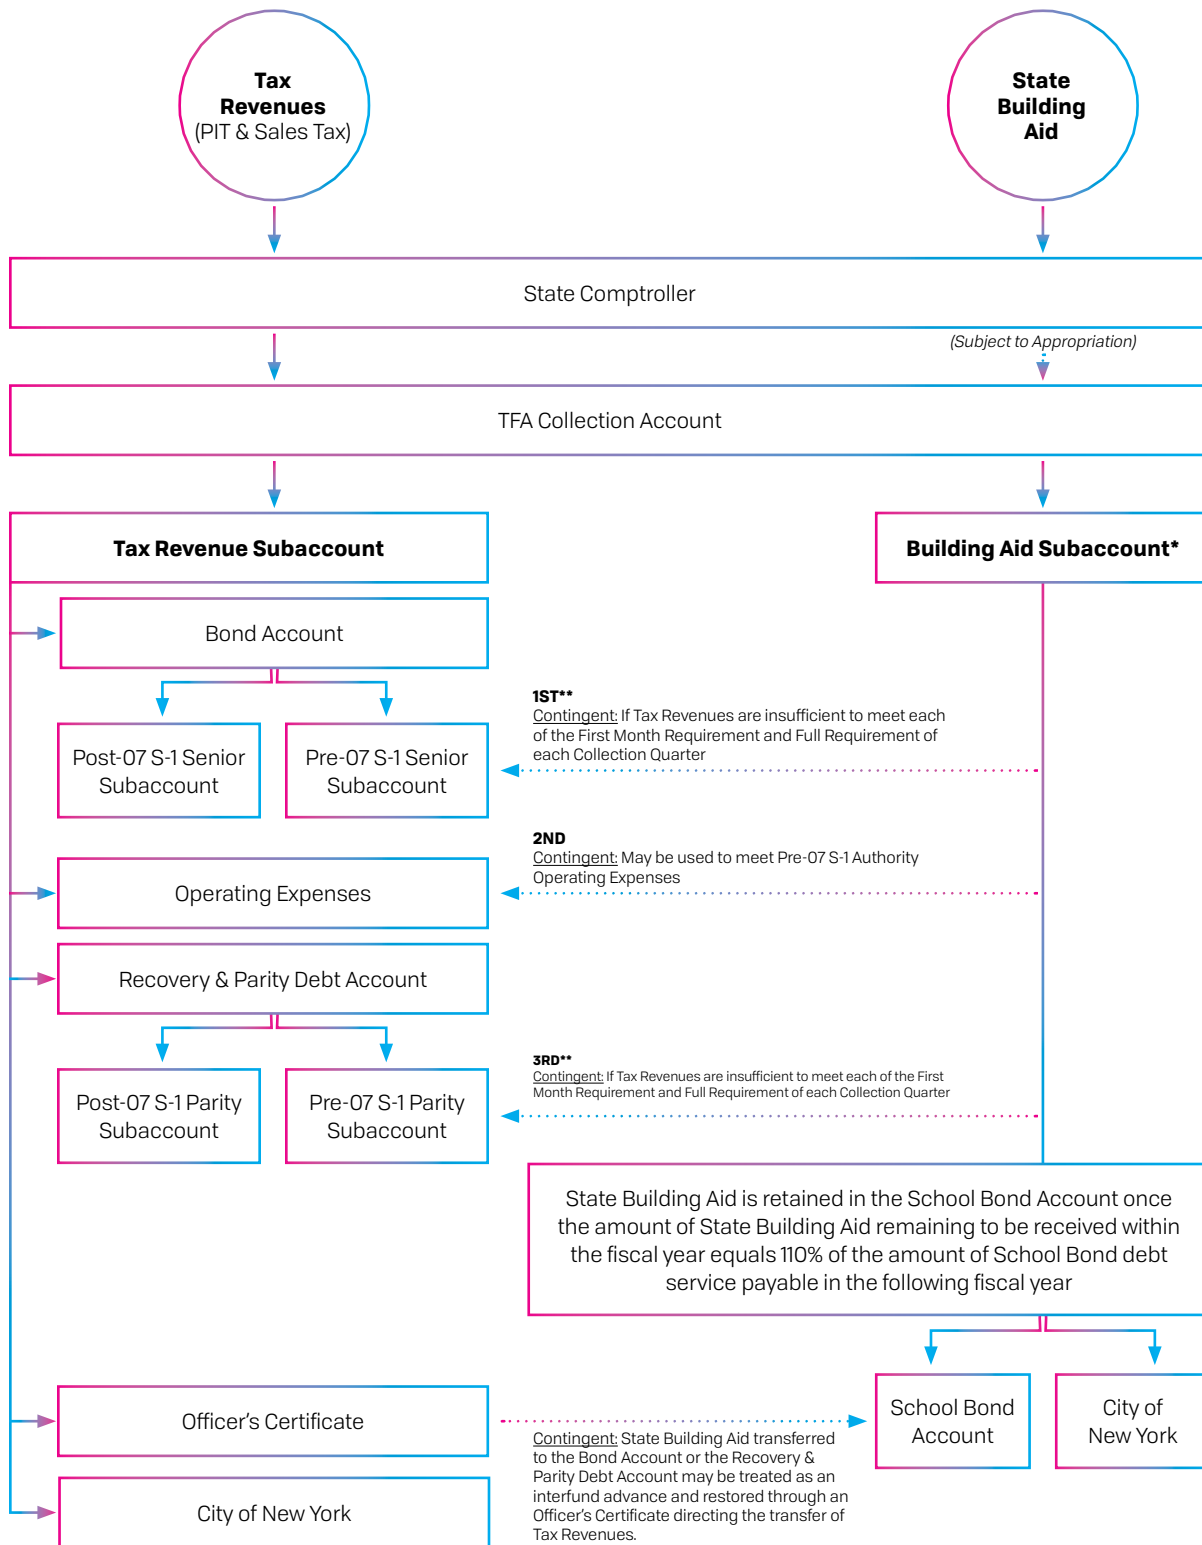 Tax
Revenues
(PIT & Sales Tax)
State
Building
Aid
State Comptroller
(Subject to Appropriation)
TFA Collection Account
Tax Revenue Subaccount
Building Aid Subaccount*
Bond Account
Post-07 S-1 Senior
Subaccount
Pre-07 S-1 Senior
Subaccount
1ST**
Contingent: If Tax Revenues are insufficient to meet each
of the First Month Requirement and Full Requirement of
each Collection Quarter
2ND
Contingent: May be used to meet Pre-07 S-1 Authority
Operating Expenses
Operating Expenses
Recovery & Parity Debt Account
Post-07 S-1 Parity
Subaccount
Pre-07 S-1 Parity
Subaccount
3RD**
Contingent: If Tax Revenues are insufficient to meet each of the First
Month Requirement and Full Requirement of each Collection Quarter
State Building Aid is retained in the School Bond Account once
the amount of State Building Aid remaining to be received within
the fiscal year equals 110% of the amount of School Bond debt
service payable in the following fiscal year
Officer's Certificate
Contingent: State Building Aid transferred
to the Bond Account or the Recovery &
Parity Debt Account may be treated as an
interfund advance and restored through an
Officer's Certificate directing the transfer of
Tax Revenues.
School Bond
Account
City of
New York
City of New York